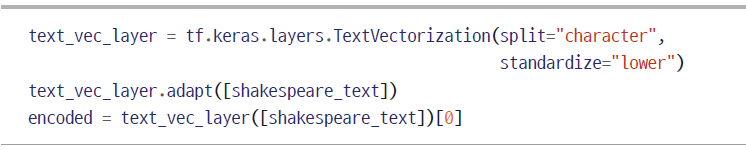 text_vec_layer = tf.keras.layers.TextVectorization(split="character",
                                                   standardize="lower")
text_vec_layer.adapt([shakespeare_text])
encoded = text_vec_layer([shakespeare_text])[0]